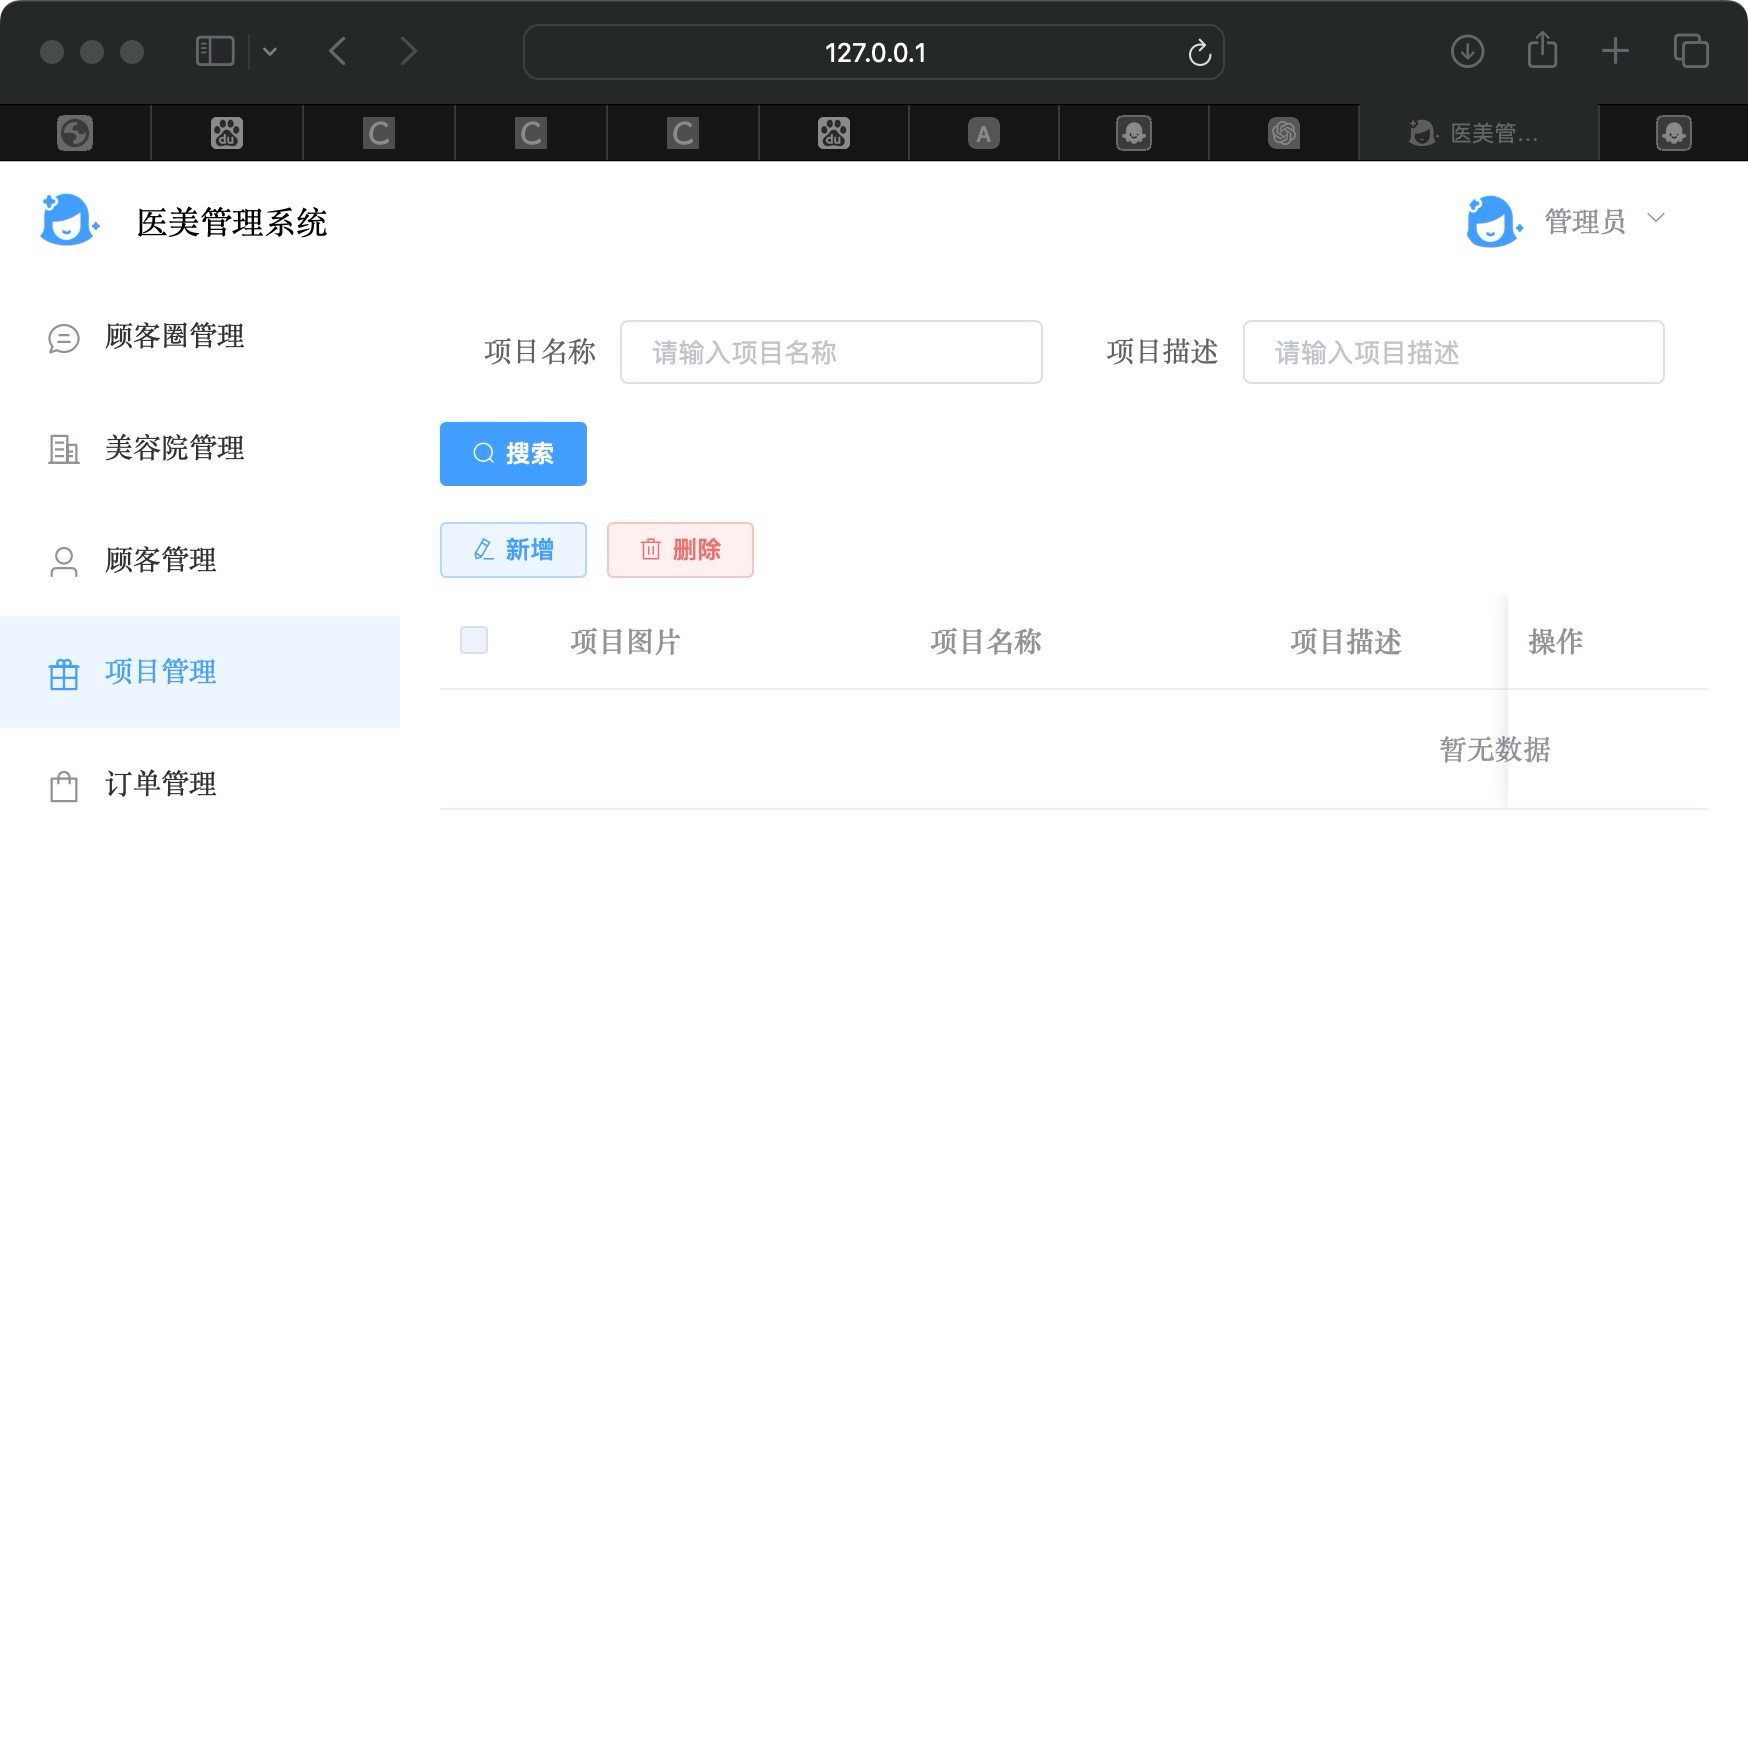 127.0.0.1
du
C
C
C
du
A
医美管...
医美管理系统
管理员
顾客圈管理
美容院管理
顾客管理
项目管理
订单管理
项目名称
请输入项目名称
项目描述
请输入项目描述
搜索
新增
删除
项目图片
项目名称
项目描述
操作
暂无数据